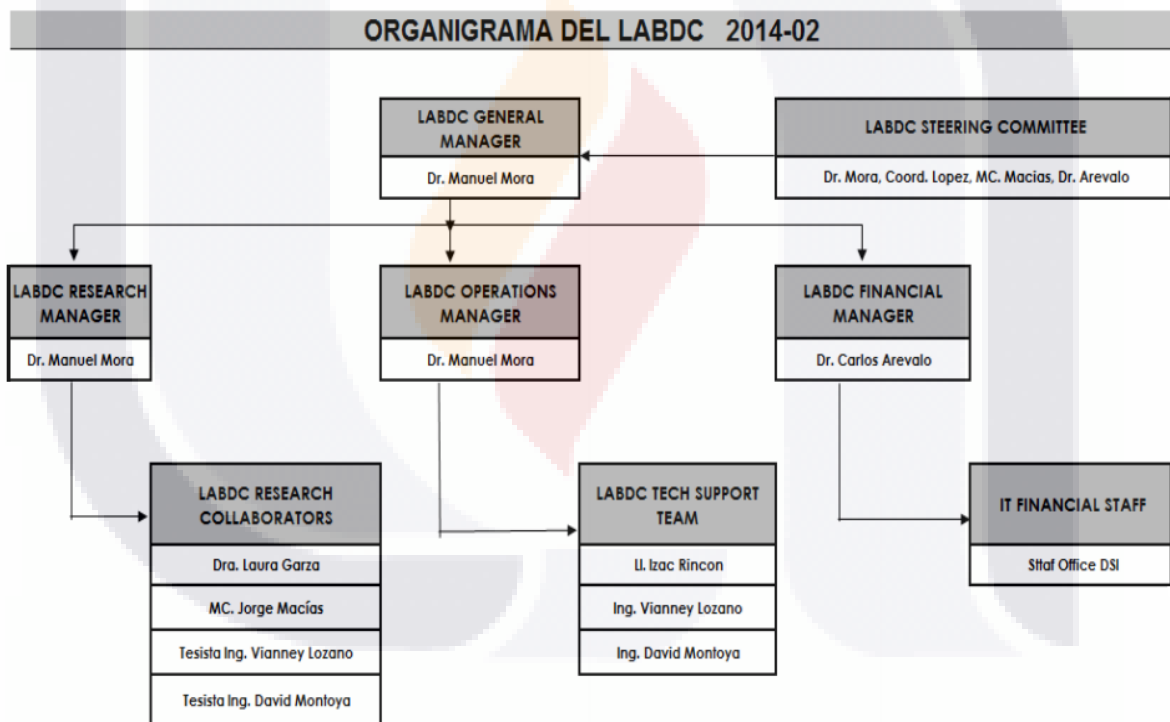 ORGANIGRAMA DEL LABDC 2014-02
LABDC GENERAL
MANAGER
Dr. Manuel Mora
LABDC STEERING COMMITTEE
Dr. Mora, Coord. Lopez, MC. Macias, Dr. Arevalo
LABDC RESEARCH
MANAGER
Dr. Manuel Mora
LABDC OPERATIONS
MANAGER
Dr. Manuel Mora
LABDC FINANCIAL
MANAGER
Dr. Carlos Arevalo
LABDC RESEARCH
COLLABORATORS
Dra. Laura Garza
MC. Jorge Macías
Tesista Ing. Vianney Lozano
Tesista Ing. David Montoya
LABDC TECH SUPPORT
TEAM
LI. Izac Rincon
Ing. Vianney Lozano
Ing. David Montoya
IT FINANCIAL STAFF
Sttaf Office DSI